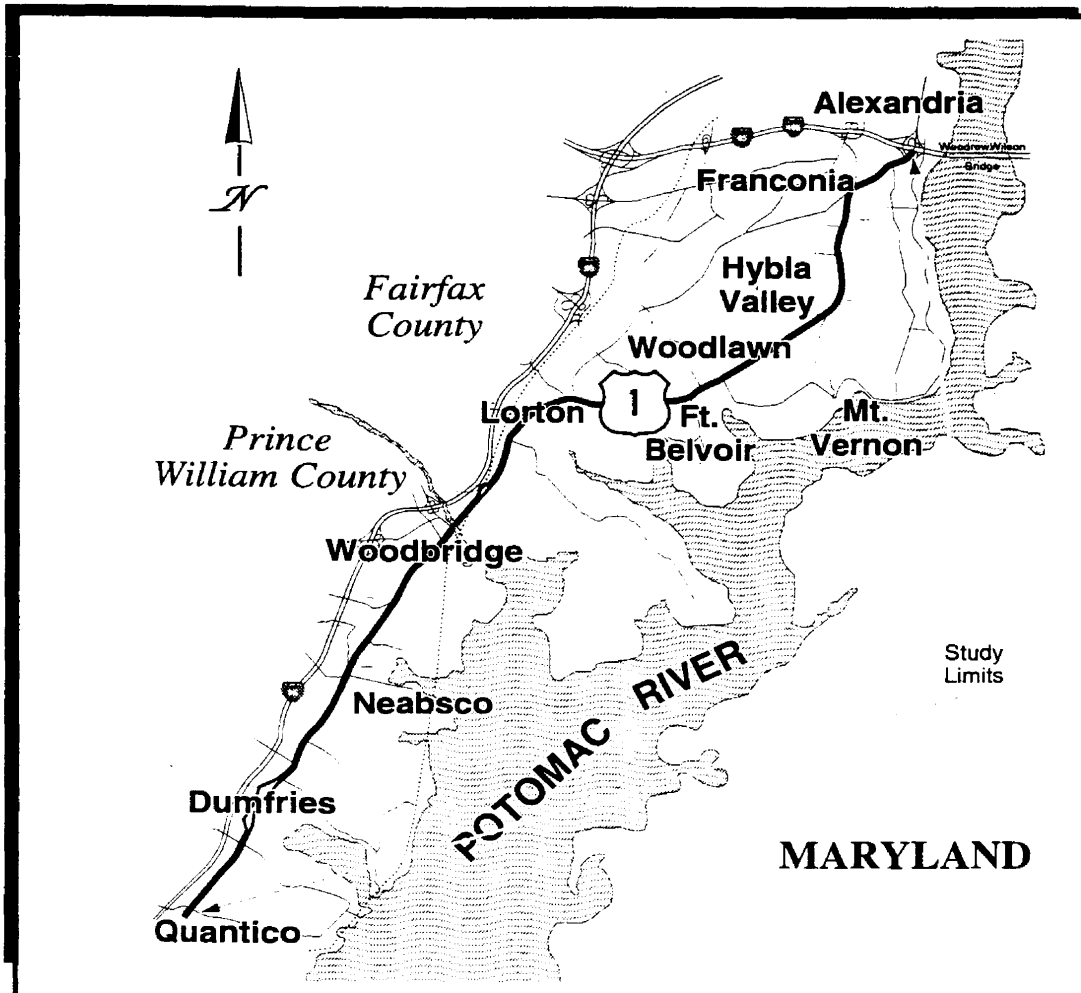 Alexandria
Woodrow Wilson
Bridge
N
Franconia
Hybla
Valley
Fairfax
County
Woodlawn
Lorton
1
Ft.
Belvoir
Mt.
Vernon
Prince
William County
Woodbridge
Study
Limits
POTOMAC RIVER
Neabsco
Dumfries
MARYLAND
Quantico